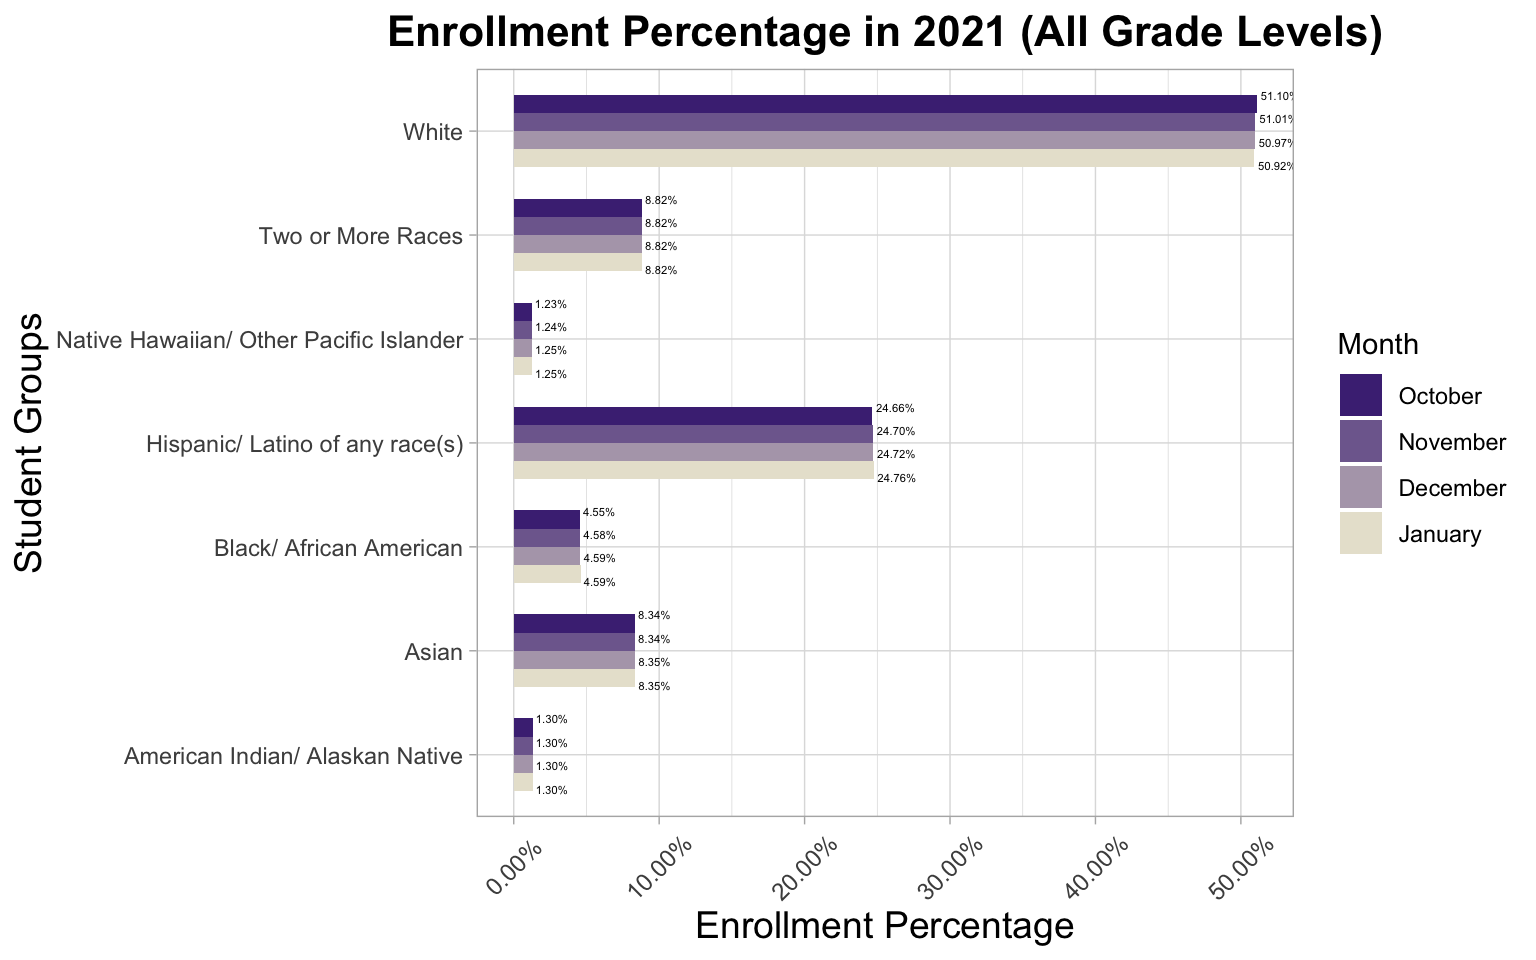 Enrollment Percentage in 2021 (All Grade Levels)
Student Groups
White
51.10%
51.01%
50.97%
50.92%
Two or More Races
8.82%
8.82%
8.82%
8.82%
Native Hawaiian/ Other Pacific Islander
1.23%
1.24%
1.25%
1.25%
Hispanic/ Latino of any race(s)
24.66%
24.70%
24.72%
24.76%
Black/ African American
4.55%
4.58%
4.59%
4.59%
Asian
8.34%
8.34%
8.35%
8.35%
American Indian/ Alaskan Native
1.30%
1.30%
1.30%
1.30%
0.00%
10.00%
20.00%
30.00%
40.00%
50.00%
Enrollment Percentage
Month
October
November
December
January